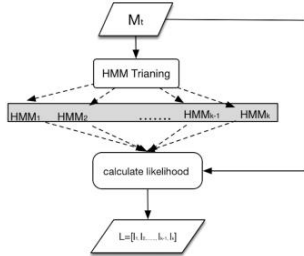 Mt
HMM Trianing
HMM1 HMM2 ....... HMMk-1 HMMk
calculate likelihood
L=[l1,l2,...,lk-1,lk]